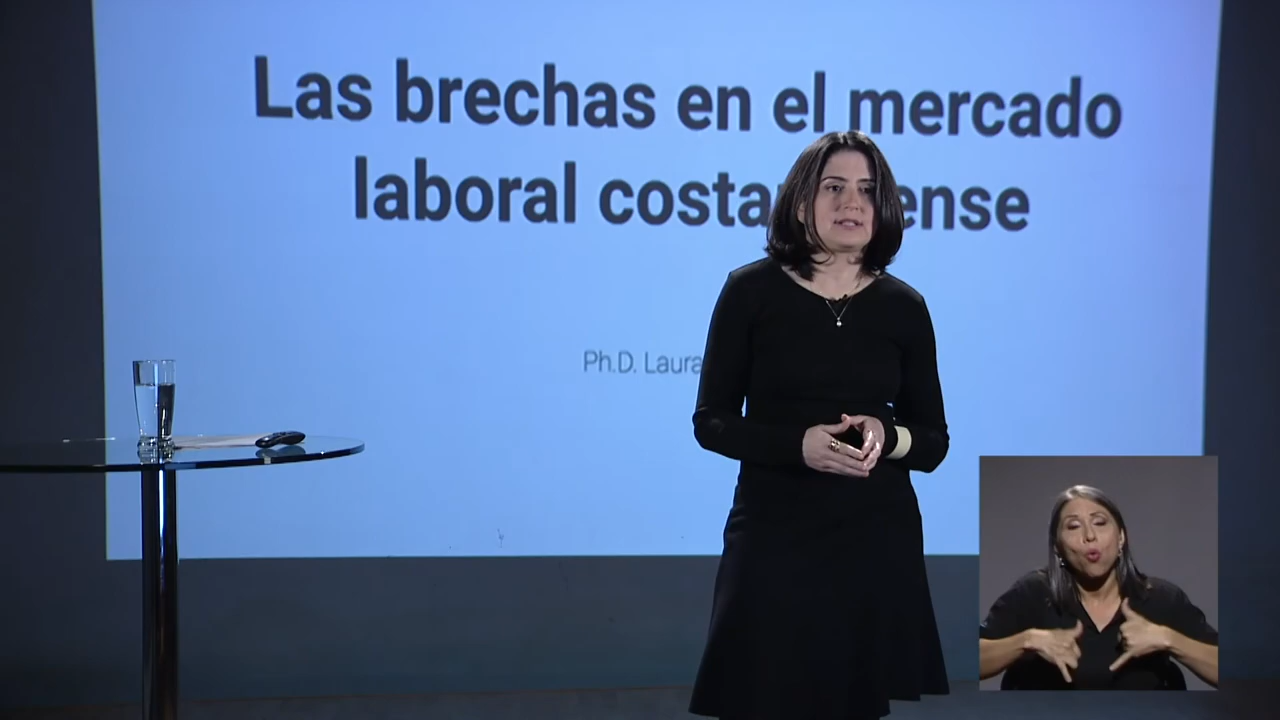 Las brechas en el mercado
laboral costa ense
Ph.D. Laura